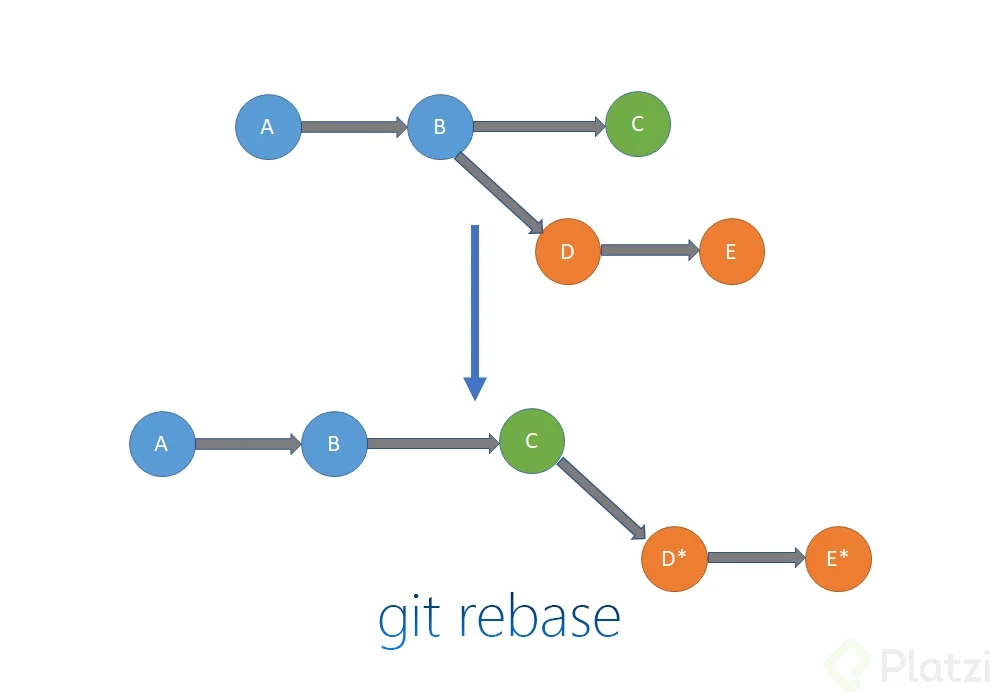 A B C
D E
A B C
D* E*
git rebase
Platzi